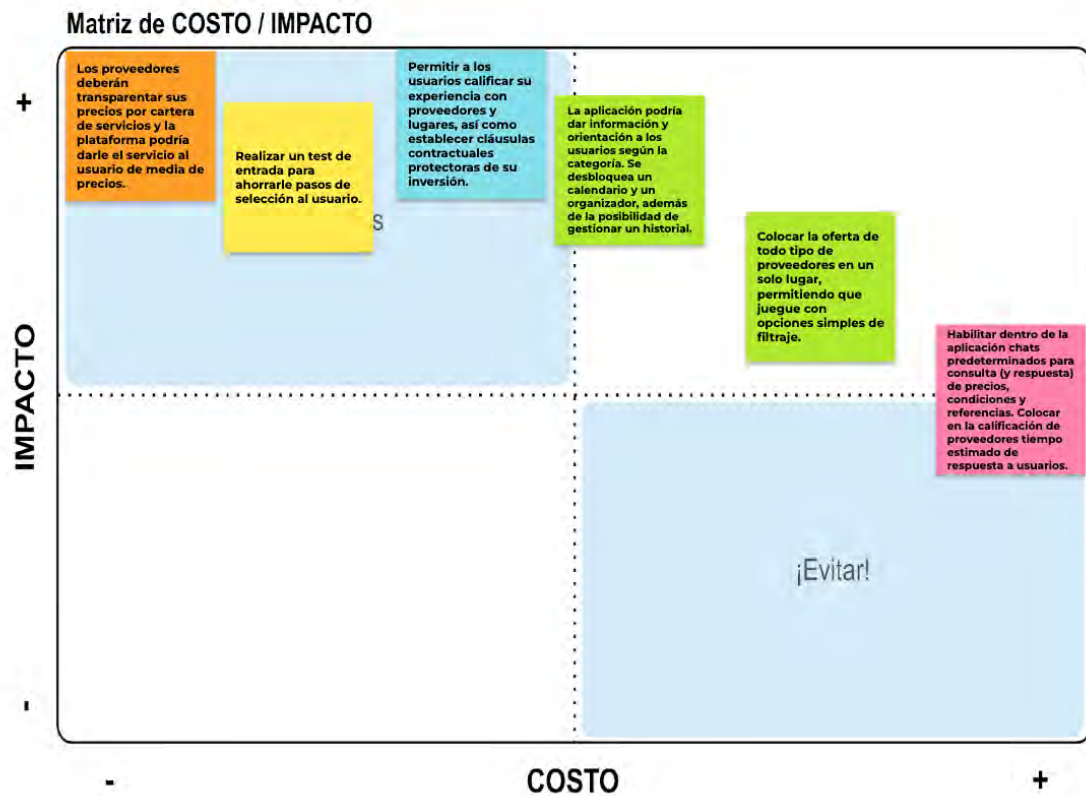 Matriz de COSTO / IMPACTO
+
Los proveedores
deberán
transparentar sus
precios por cartera
de servicios y la
plataforma podría
darle el servicio al
usuario de media de
precios.
Realizar un test de
entrada para
ahorrarle pasos de
selección al usuario.
Permitir a los
usuarios calificar su
experiencia con
proveedores y
lugares, así como
establecer cláusulas
contractuales
protectoras de su
inversión.
La aplicación podría
dar información y
orientación a los
usuarios según la
categoría. Se
desbloquea un
calendario y un
organizador, además
de la posibilidad de
gestionar un historial.
Colocar la oferta de
todo tipo de
proveedores en un
solo lugar,
permitiendo que
juegue con
opciones simples de
filtraje.
Habilitar dentro de la
aplicación chats
predeterminados para
consulta (y respuesta)
de precios,
condiciones y
referencias. Colocar
en la calificación de
proveedores tiempo
estimado de
respuesta a usuarios.
s
IMPACTO
¡Evitar!
-
-
COSTO
+